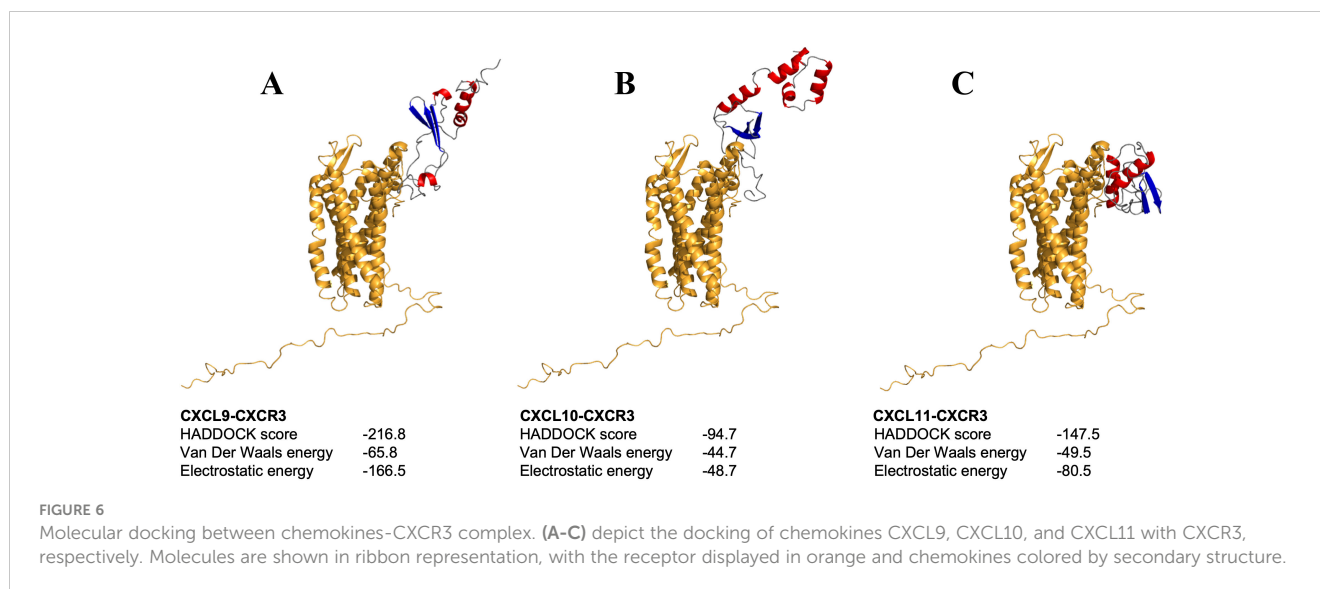 A B C
CXCL9-CXCR3
HADDOCK score -216.8
Van Der Waals energy -65.8
Electrostatic energy -166.5
CXCL10-CXCR3
HADDOCK score -94.7
Van Der Waals energy -44.7
Electrostatic energy -48.7
CXCL11-CXCR3
HADDOCK score -147.5
Van Der Waals energy -49.5
Electrostatic energy -80.5
FIGURE 6
Molecular docking between chemokines-CXCR3 complex. (A-C) depict the docking of chemokines CXCL9, CXCL10, and CXCL11 with CXCR3,
respectively. Molecules are shown in ribbon representation, with the receptor displayed in orange and chemokines colored by secondary structure.